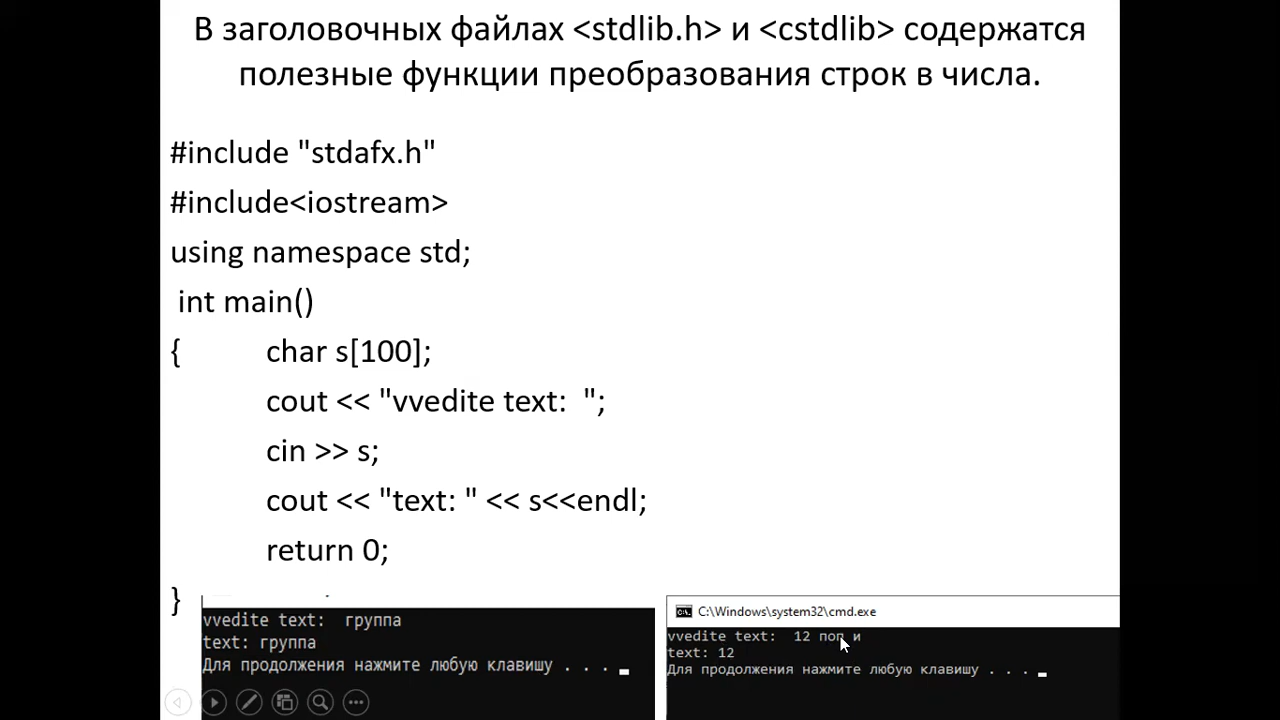 В заголовочных файлах <stdlib.h> и <cstdlib> содержатся
полезные функции преобразования строк в числа.
#include "stdafx.h"
#include<iostream>
using namespace std;
int main()
{ char s[100];
cout << "vvedite text:  ";
cin >> s;
cout << "text: " << s<<endl;
return 0;
}
vvedite text:  группа
text: группа
Для продолжения нажмите любую клавишу . . .
C:\Windows\system32\cmd.exe
vvedite text:  12 поп и
text: 12
Для продолжения нажмите любую клавишу . . .